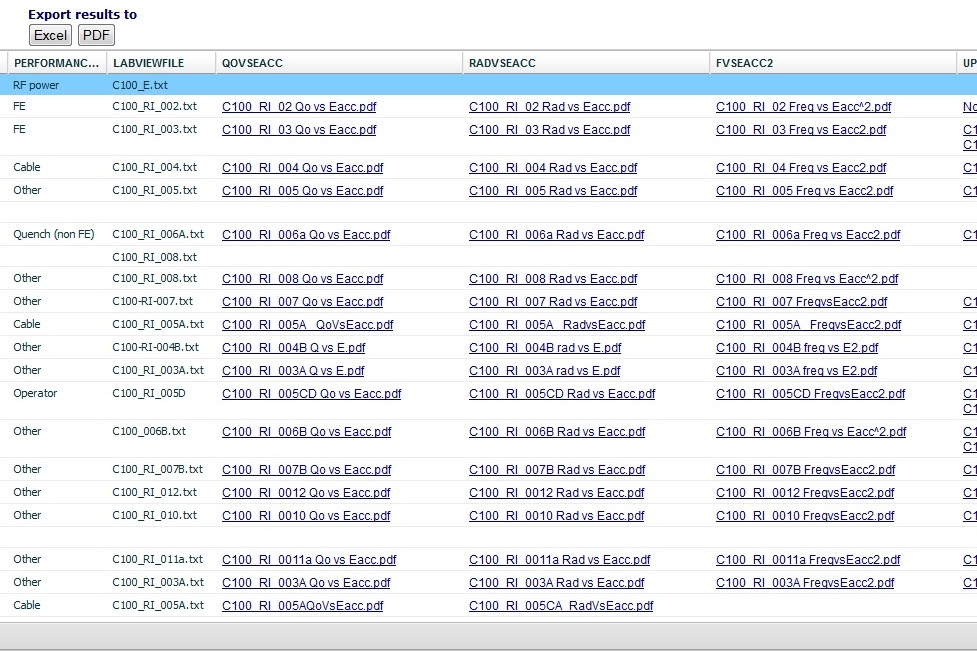 Export results to
Excel PDF
PERFORMANC... LABVIEWFILE QOVSEACC RADVSEACC FVSEACC2 UP
RF power C100_E.txt
FE C100_RI_002.txt C100_RI_02 Qo vs Eacc.pdf C100_RI_02 Rad vs Eacc.pdf C100_RI_02 Freq vs Eacc^2.pdf No
FE C100_RI_003.txt C100_RI_03 Qo vs Eacc.pdf C100_RI_03 Rad vs Eacc.pdf C100_RI_03 Freq vs Eacc2.pdf C1
C1
Cable C100_RI_004.txt C100_RI_004 Qo vs Eacc.pdf C100_RI_004 Rad vs Eacc.pdf C100_RI_04 Freq vs Eacc2.pdf C1
Other C100_RI_005.txt C100_RI_005 Qo vs Eacc.pdf C100_RI_005 Rad vs Eacc.pdf C100_RI_005 Freq vs Eacc2.pdf C1
Quench (non FE) C100_RI_006A.txt C100_RI_006a Qo vs Eacc.pdf C100_RI_006a Rad vs Eacc.pdf C100_RI_006a Freq vs Eacc2.pdf C1
C100_RI_008.txt
Other C100_RI_008.txt C100_RI_008 Qo vs Eacc.pdf C100_RI_008 Rad vs Eacc.pdf C100_RI_008 Freq vs Eacc^2.pdf
Other C100-RI-007.txt C100_RI_007 Qo vs Eacc.pdf C100_RI_007 Rad vs Eacc.pdf C100_RI_007 FreqvsEacc2.pdf C1
Cable C100_RI_005A.txt C100_RI_005A_ QoVsEacc.pdf C100_RI_005A_ RadvsEacc.pdf C100_RI_005A_ FreqvsEacc2.pdf C1
Other C100-RI-004B.txt C100_RI_004B Q vs E.pdf C100_RI_004B rad vs E.pdf C100_RI_004B freq vs E2.pdf C1
Other C100_RI_003A.txt C100_RI_003A Q vs E.pdf C100_RI_003A rad vs E.pdf C100_RI_003A freq vs E2.pdf C1
Operator C100_RI_005D C100_RI_005CD Qo vs Eacc.pdf C100_RI_005CD Rad vs Eacc.pdf C100_RI_005CD FreqvsEacc2.pdf C1
C1
Other C100_006B.txt C100_RI_006B Qo vs Eacc.pdf C100_RI_006B Rad vs Eacc.pdf C100_RI_006B Freq vs Eacc^2.pdf C1
C1
Other C100_RI_007B.txt C100_RI_007B Qo vs Eacc.pdf C100_RI_007B Rad vs Eacc.pdf C100_RI_007B FreqvsEacc2.pdf C1
Other C100_RI_012.txt C100_RI_0012 Qo vs Eacc.pdf C100_RI_0012 Rad vs Eacc.pdf C100_RI_0012 FreqvsEacc2.pdf C1
Other C100_RI_010.txt C100_RI_0010 Qo vs Eacc.pdf C100_RI_0010 Rad vs Eacc.pdf C100_RI_0010 FreqvsEacc2.pdf C1
Other C100_RI_011a.txt C100_RI_0011a Qo vs Eacc.pdf C100_RI_0011a Rad vs Eacc.pdf C100_RI_0011a FreqvsEacc2.pdf C1
Other C100_RI_003A.txt C100_RI_003A Qo vs Eacc.pdf C100_RI_003A Rad vs Eacc.pdf C100_RI_003A FreqvsEacc2.pdf C1
Cable C100_RI_005A.txt C100_RI_005AQoVsEacc.pdf C100_RI_005CA_RadVsEacc.pdf